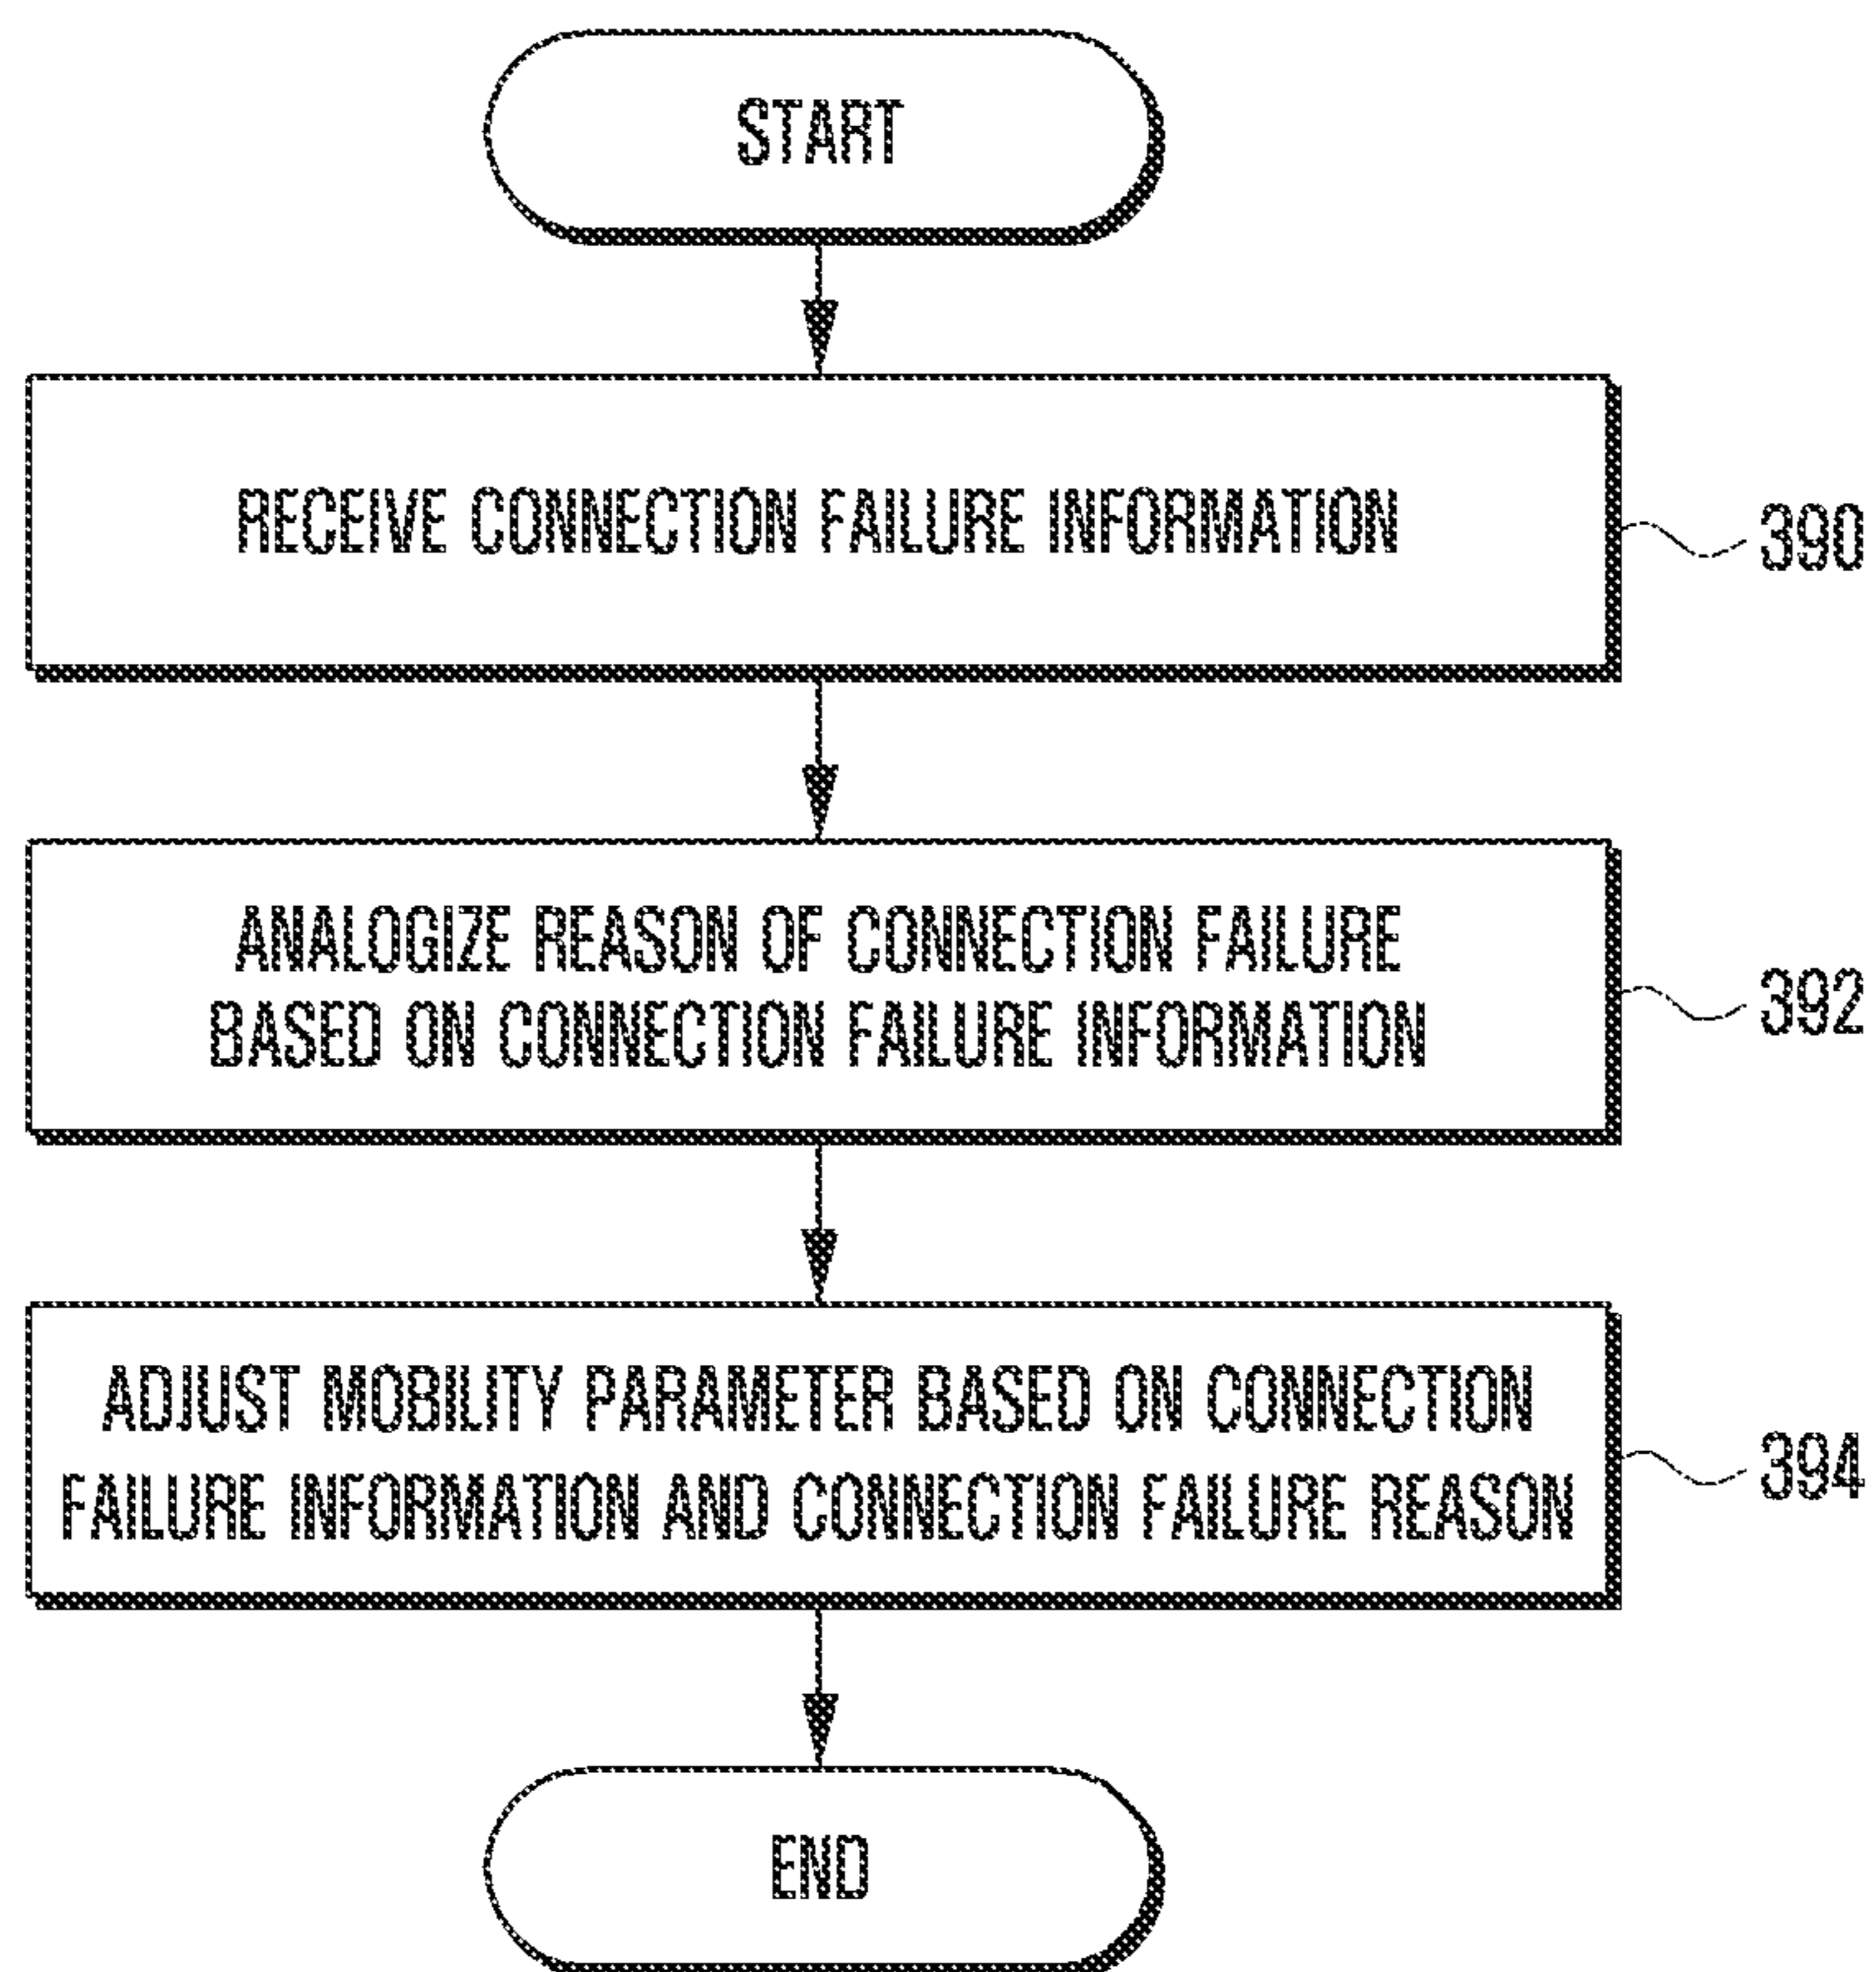 START
RECEIVE CONNECTION FAILURE INFORMATION
390
ANALOGIZE REASON OF CONNECTION FAILURE
BASED ON CONNECTION FAILURE INFORMATION
392
ADJUST MOBILITY PARAMETER BASED ON CONNECTION
FAILURE INFORMATION AND CONNECTION FAILURE REASON
394
END